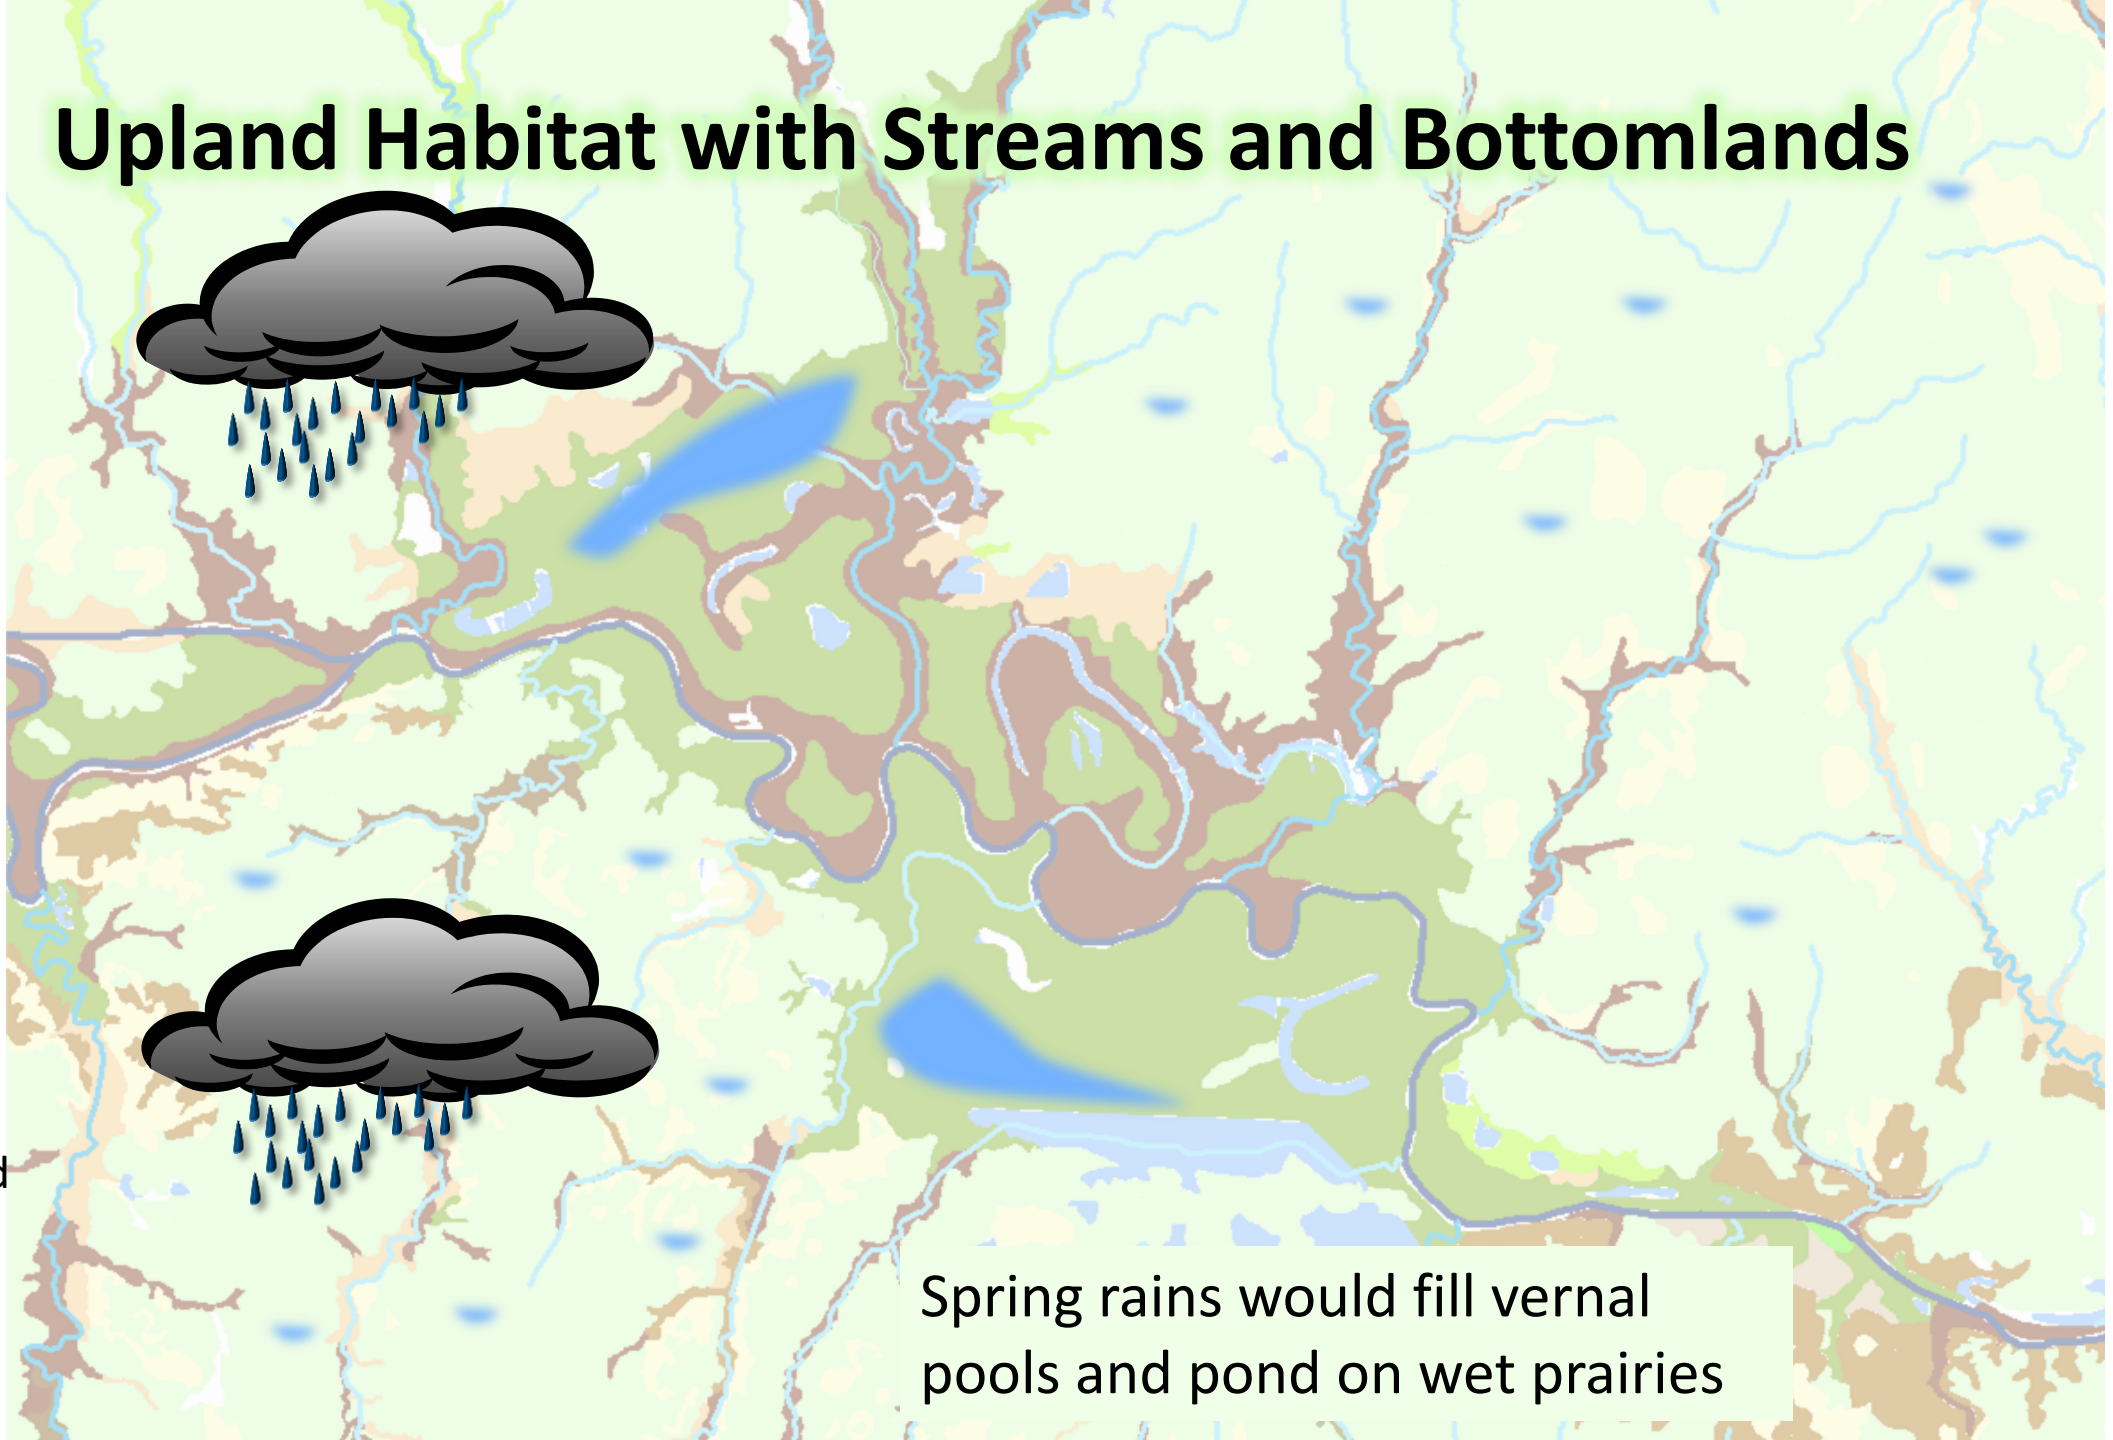 Upland Habitat with Streams and Bottomlands
d
Spring rains would fill vernal
pools and pond on wet prairies